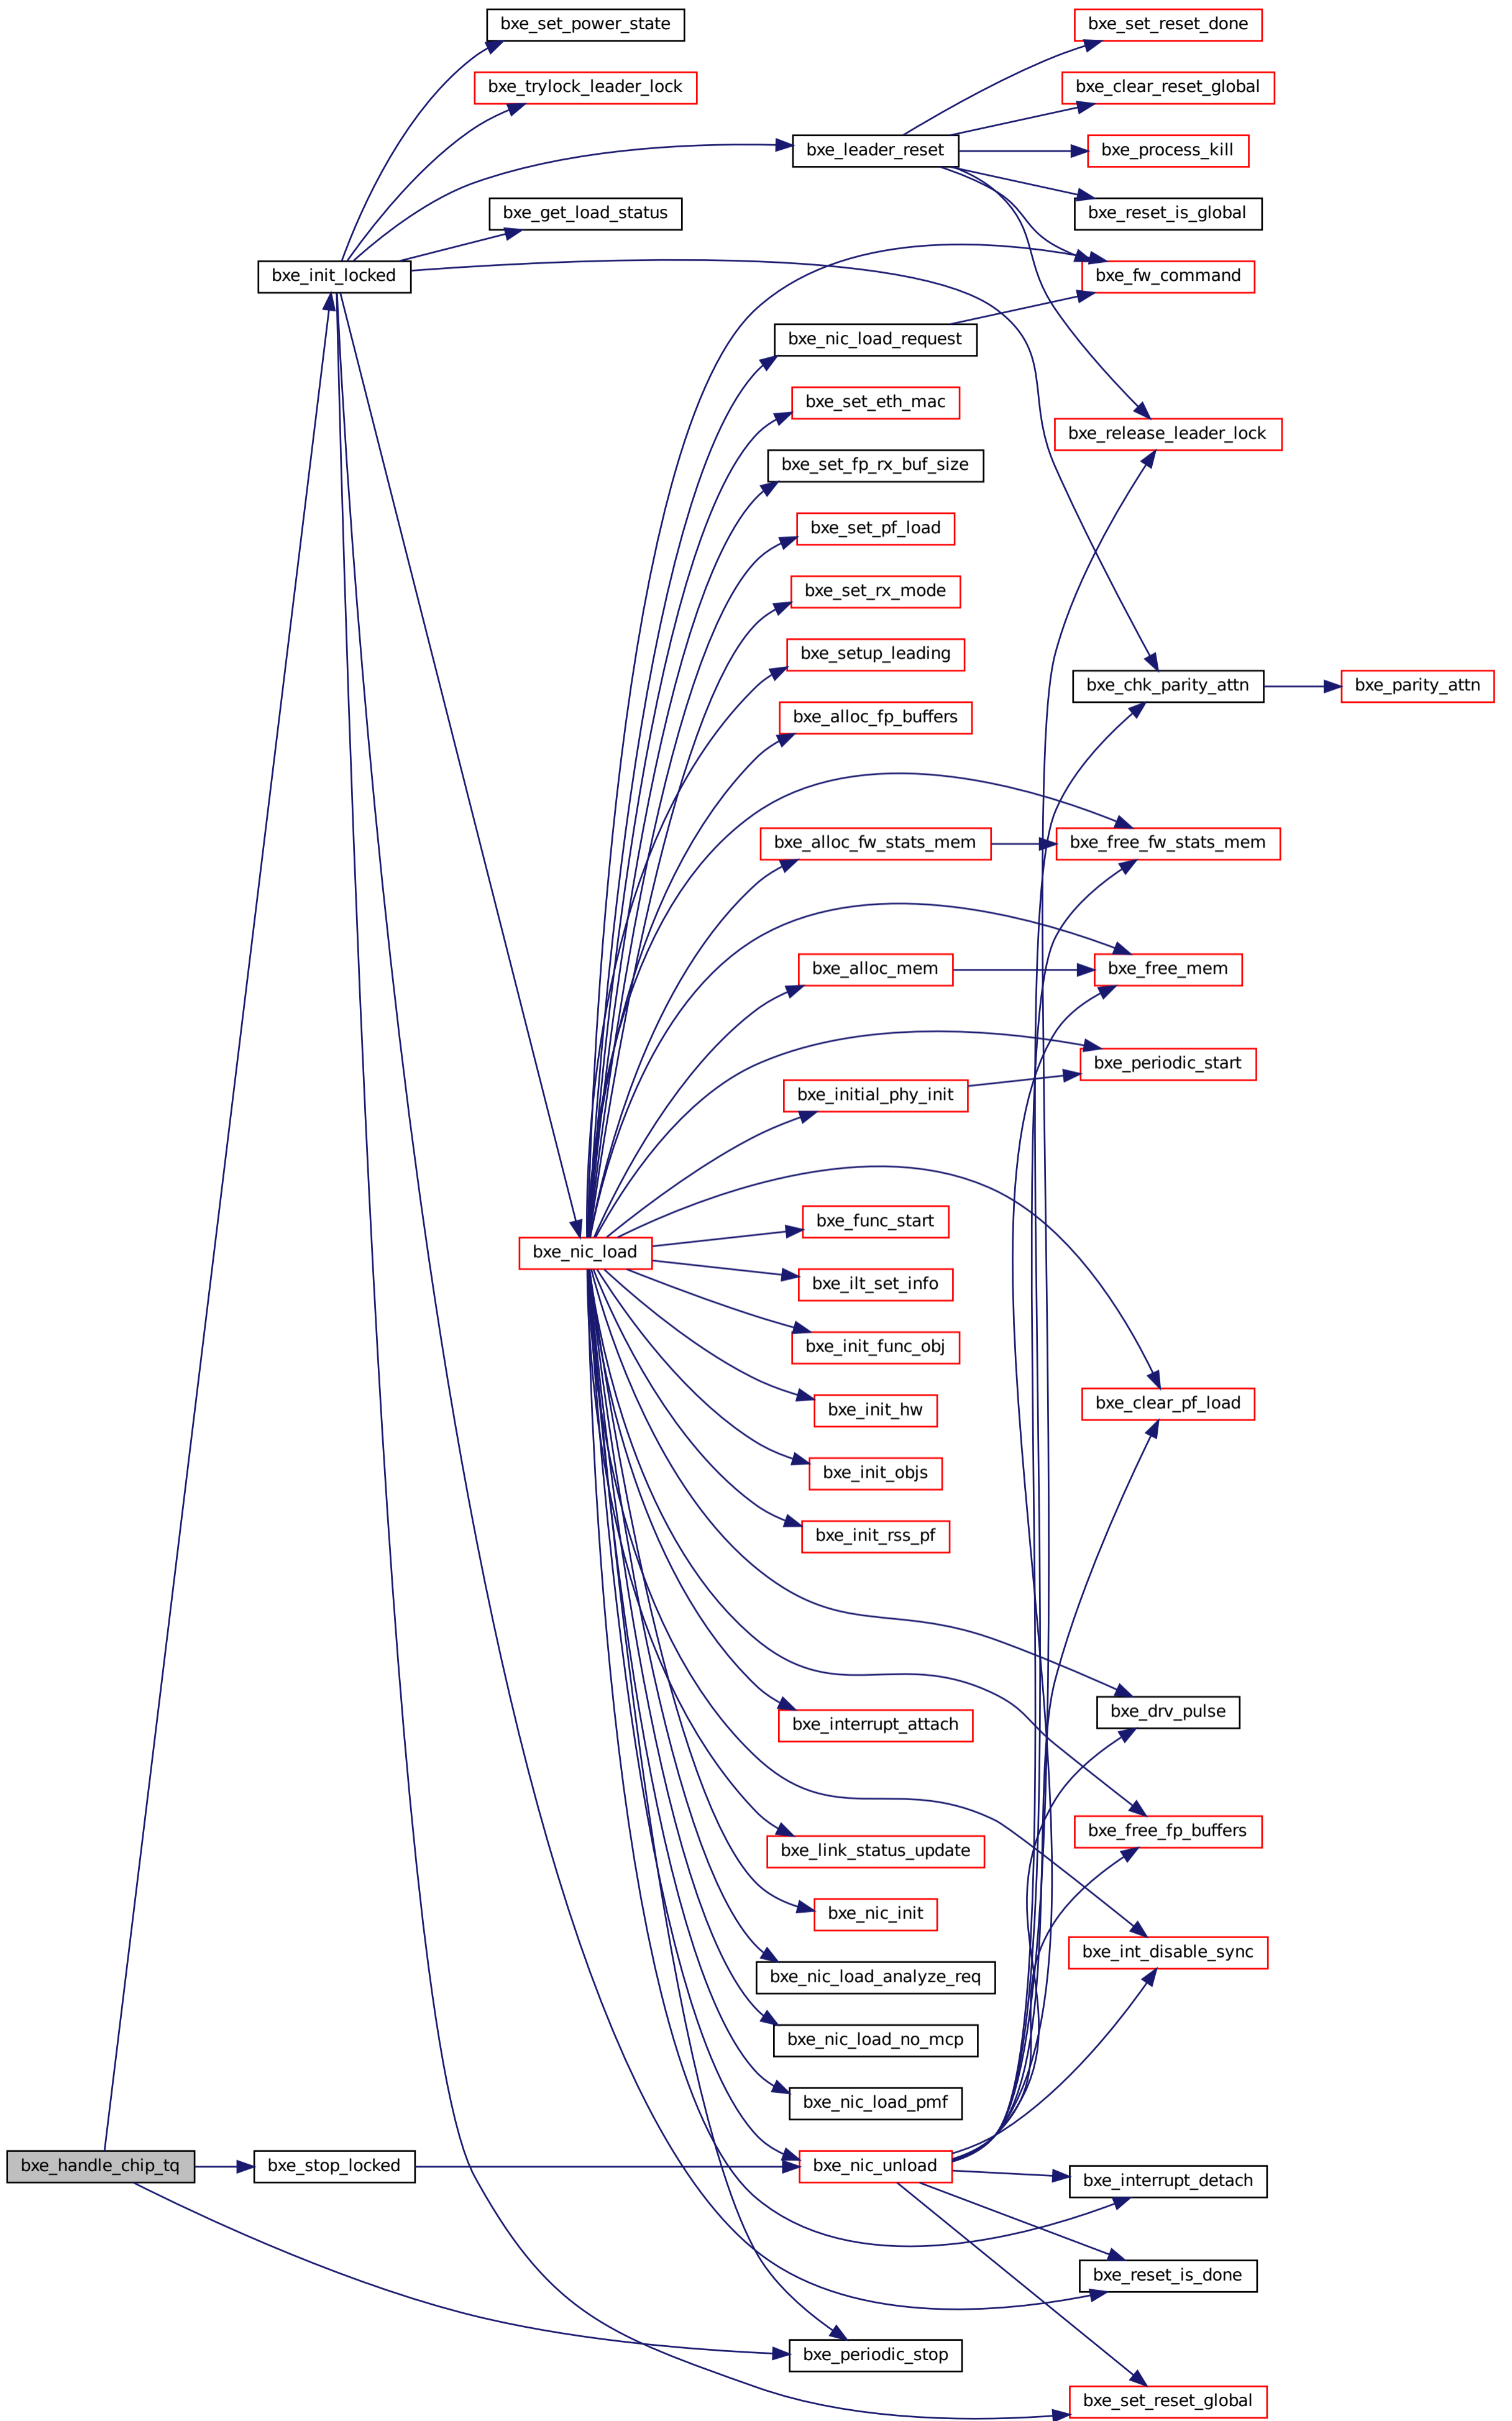 bxe_set_power_state
bxe_set_reset_done
bxe_trylock_leader_lock
bxe_clear_reset_global
bxe_leader_reset
bxe_process_kill
bxe_get_load_status
bxe_reset_is_global
bxe_init_locked
bxe_fw_command
bxe_nic_load_request
bxe_set_eth_mac
bxe_release_leader_lock
bxe_set_fp_rx_buf_size
bxe_set_pf_load
bxe_set_rx_mode
bxe_setup_leading
bxe_chk_parity_attn
bxe_parity_attn
bxe_alloc_fp_buffers
bxe_alloc_fw_stats_mem
bxe_free_fw_stats_mem
bxe_alloc_mem
bxe_free_mem
bxe_periodic_start
bxe_initial_phy_init
bxe_func_start
bxe_nic_load
bxe_ilt_set_info
bxe_init_func_obj
bxe_clear_pf_load
bxe_init_hw
bxe_init_objs
bxe_init_rss_pf
bxe_drv_pulse
bxe_interrupt_attach
bxe_free_fp_buffers
bxe_link_status_update
bxe_nic_init
bxe_int_disable_sync
bxe_nic_load_analyze_req
bxe_nic_load_no_mcp
bxe_nic_load_pmf
bxe_handle_chip_tq
bxe_stop_locked
bxe_nic_unload
bxe_interrupt_detach
bxe_reset_is_done
bxe_periodic_stop
bxe_set_reset_global